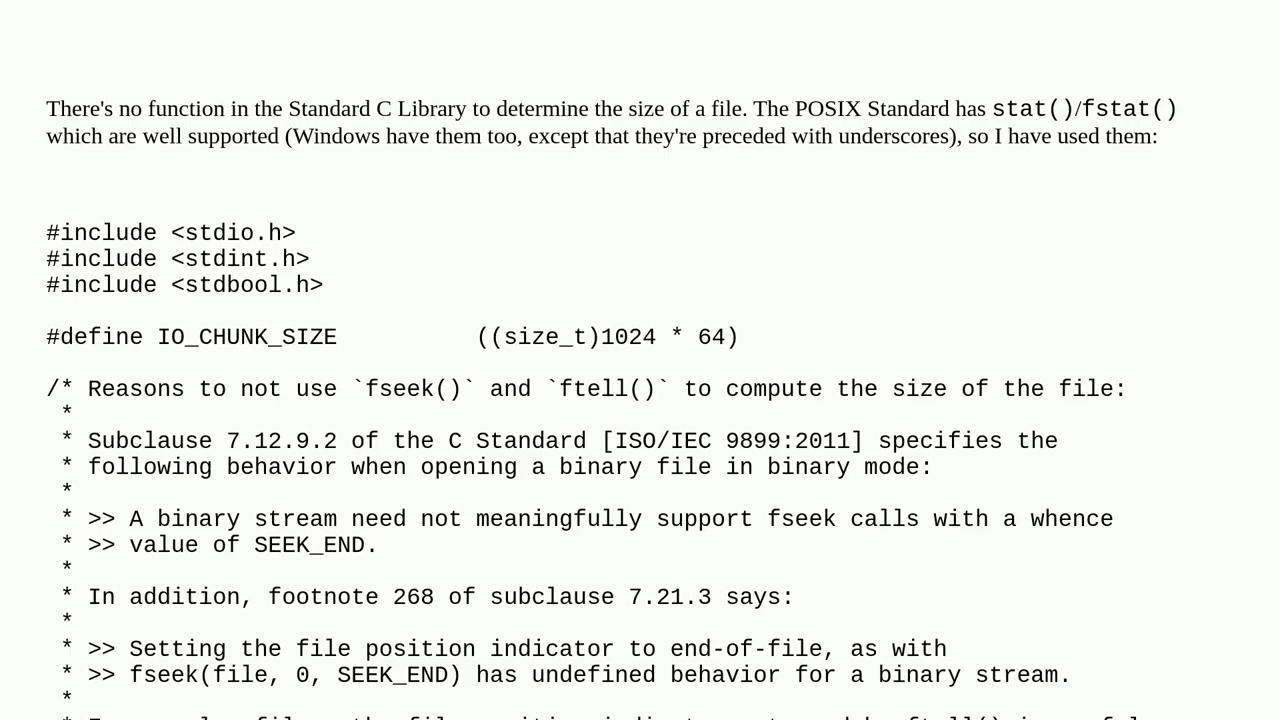 There's no function in the Standard C Library to determine the size of a file. The POSIX Standard has stat()/fstat()
which are well supported (Windows have them too, except that they're preceded with underscores), so I have used them:
#include <stdio.h>
#include <stdint.h>
#include <stdbool.h>
#define IO_CHUNK_SIZE          ((size_t)1024 * 64)
/* Reasons to not use `fseek()` and `ftell()` to compute the size of the file:
 *
 * Subclause 7.12.9.2 of the C Standard [ISO/IEC 9899:2011] specifies the
 * following behavior when opening a binary file in binary mode:
 *
 * >> A binary stream need not meaningfully support fseek calls with a whence
 * >> value of SEEK_END.
 *
 * In addition, footnote 268 of subclause 7.21.3 says:
 *
 * >> Setting the file position indicator to end-of-file, as with
 * >> fseek(file, 0, SEEK_END) has undefined behavior for a binary stream.
 *